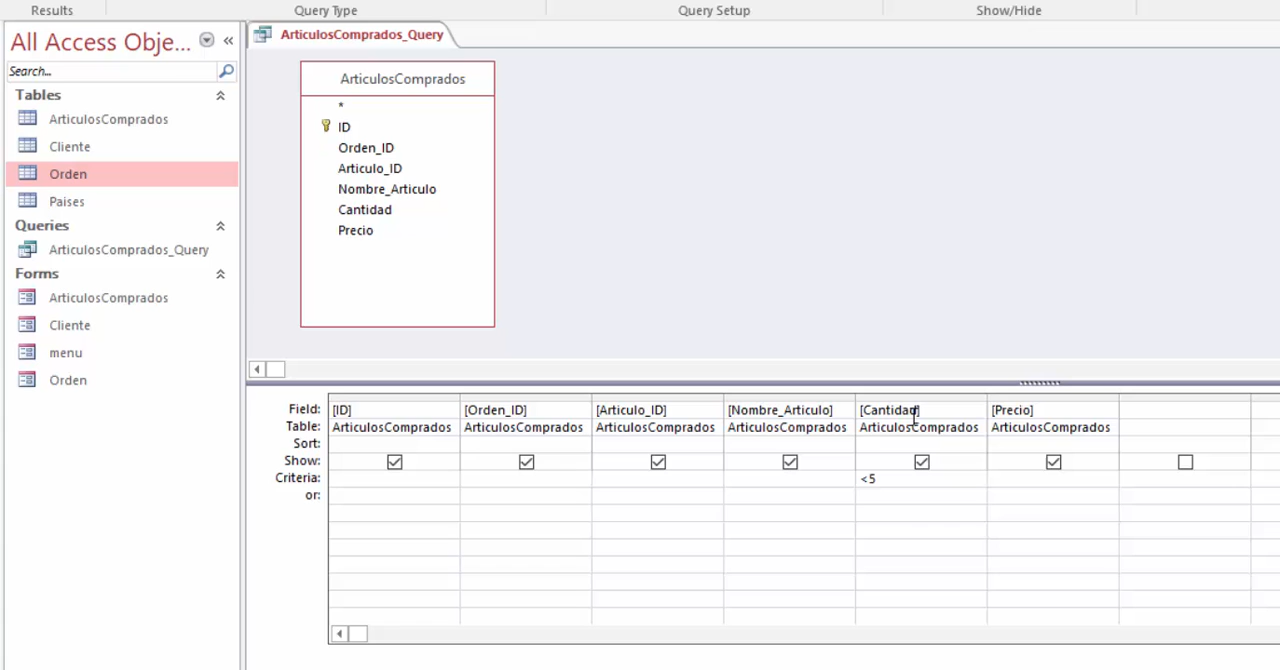 Results Query Type Query Setup Show/Hide
All Access Obje... «
Search...
Tables
ArticulosComprados
Cliente
Orden
Paises
Queries
ArticulosComprados_Query
Forms
ArticulosComprados
Cliente
menu
Orden
ArticulosComprados_Query
ArticulosComprados
*
ID
Orden_ID
Articulo_ID
Nombre_Articulo
Cantidad
Precio
Field: [ID] [Orden_ID] [Articulo_ID] [Nombre_Articulo] [Cantidad] [Precio]
Table: ArticulosComprados ArticulosComprados ArticulosComprados ArticulosComprados ArticulosComprados ArticulosComprados
Sort:
Show:
Criteria: <5
or: